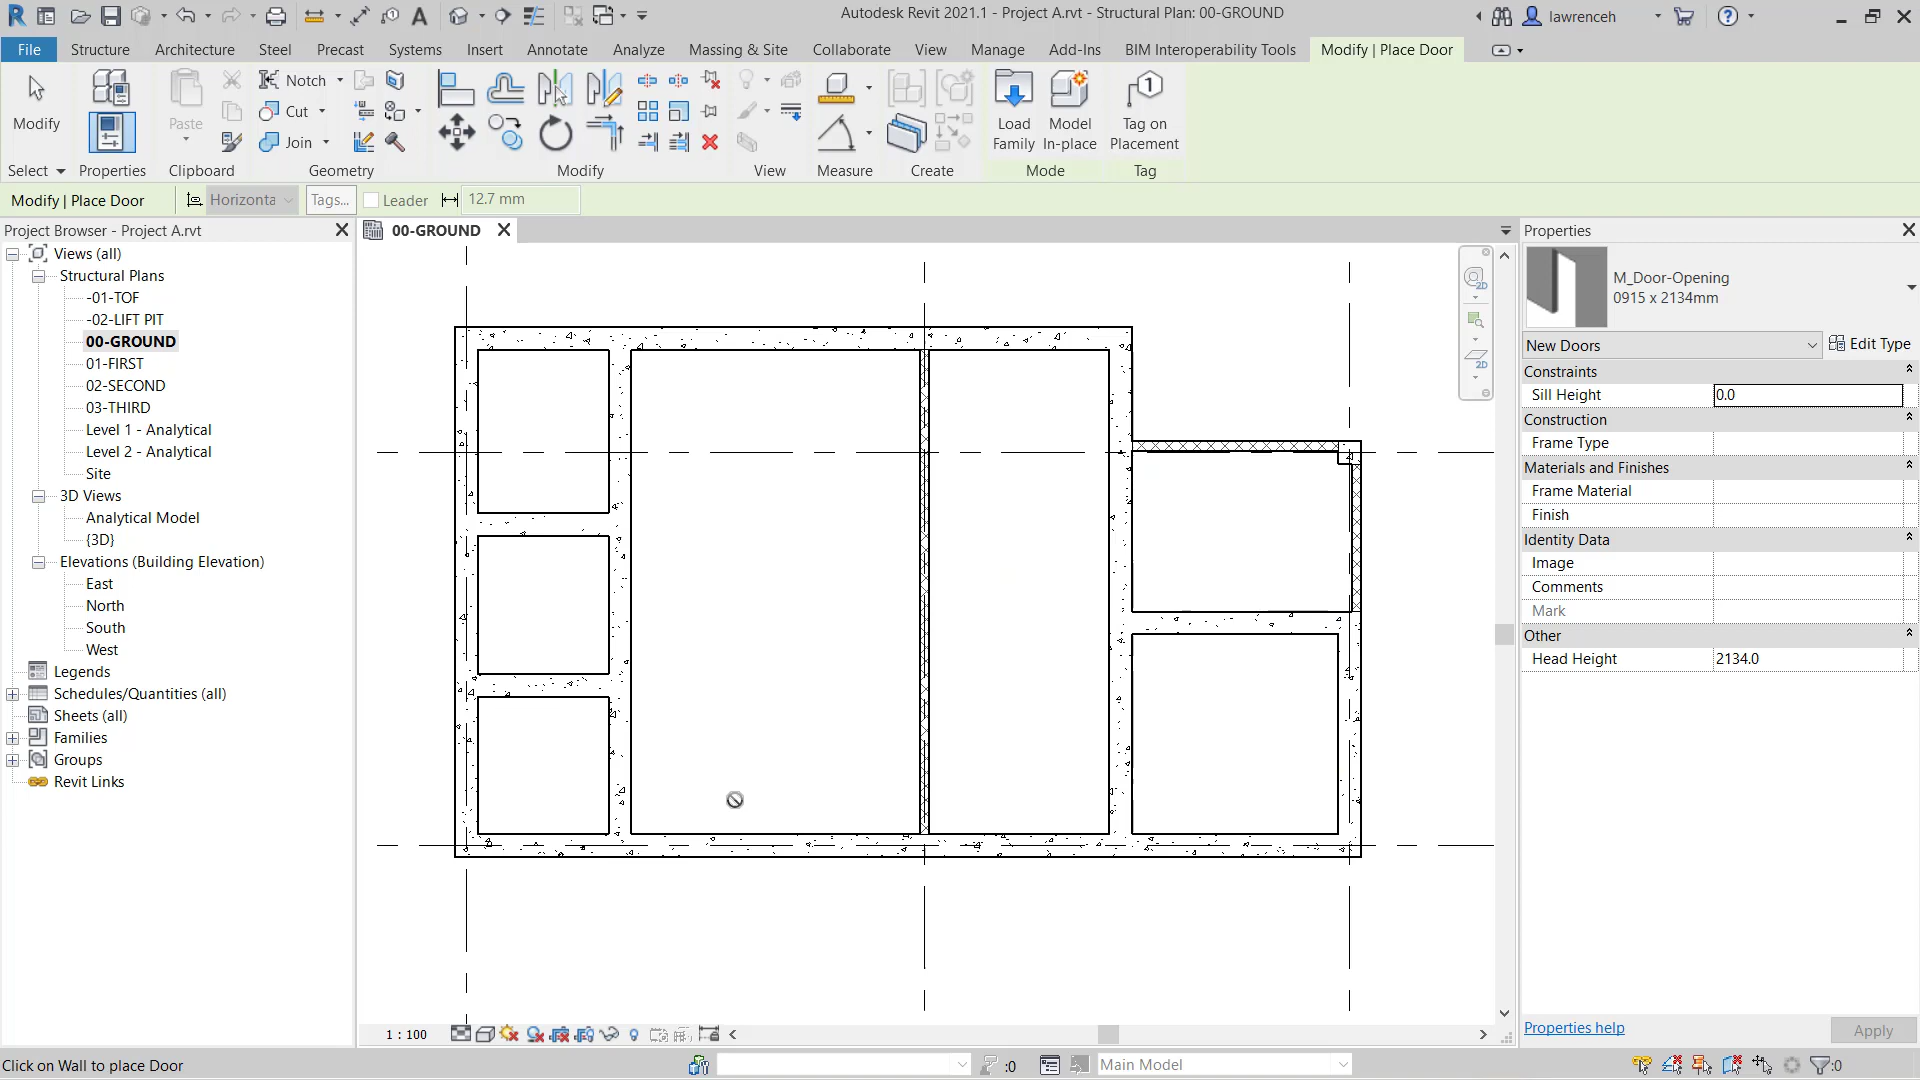 Autodesk Revit 2021.1 - Project A.rvt - Structural Plan: 00-GROUND
lawrenceh
File
Structure
Architecture
Steel
Precast
Systems
Insert
Annotate
Analyze
Massing & Site
Collaborate
View
Manage
Add-Ins
BIM Interoperability Tools
Modify | Place Door
Modify
Paste
Notch
Cut
Join
Load
Family
Model
In-place
Tag on
Placement
Select
Properties
Clipboard
Geometry
Modify
View
Measure
Create
Mode
Tag
Modify | Place Door
Horizonta
Tags...
Leader
12.7 mm
Project Browser - Project A.rvt
Views (all)
Structural Plans
-01-TOF
-02-LIFT PIT
00-GROUND
01-FIRST
02-SECOND
03-THIRD
Level 1 - Analytical
Level 2 - Analytical
Site
3D Views
Analytical Model
{3D}
Elevations (Building Elevation)
East
North
South
West
Legends
Schedules/Quantities (all)
Sheets (all)
Families
Groups
Revit Links
00-GROUND
2D
2D
1 : 100
Properties
M_Door-Opening
0915 x 2134mm
New Doors
Edit Type
Constraints
Sill Height 0.0
Construction
Frame Type
Materials and Finishes
Frame Material
Finish
Identity Data
Image
Comments
Mark
Other
Head Height 2134.0
Properties help
Apply
Click on Wall to place Door
:0
Main Model
:0